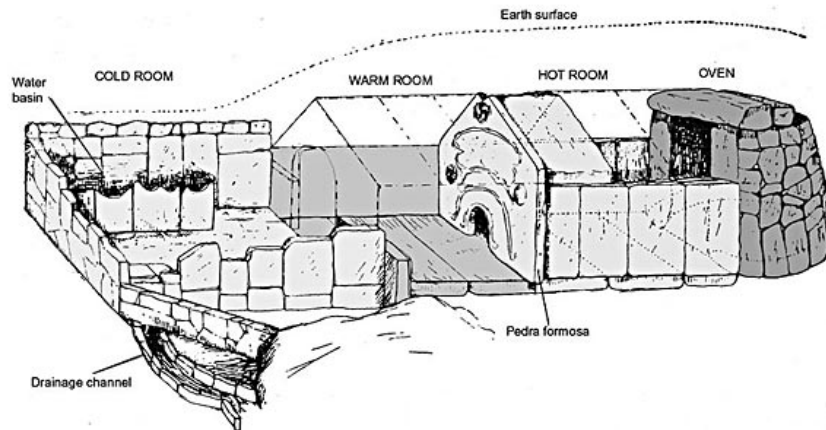 Earth surface
COLD ROOM
WARM ROOM
HOT ROOM
OVEN
Water
basin
Pedra formosa
Drainage channel